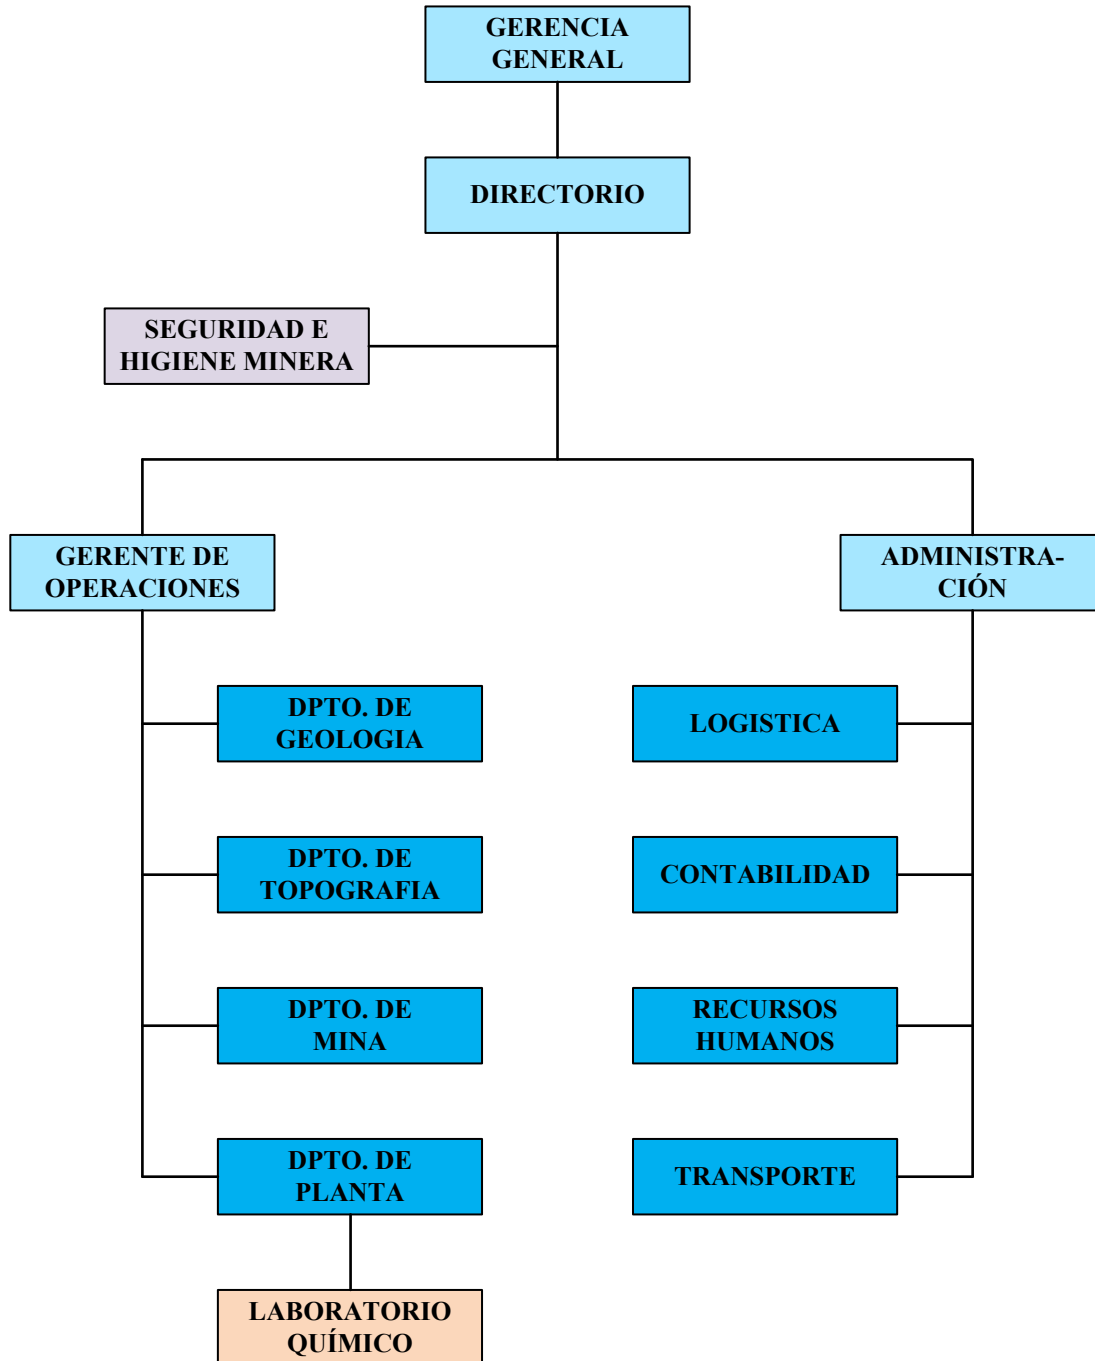 GERENCIA
GENERAL
DIRECTORIO
SEGURIDAD E
HIGIENE MINERA
GERENTE DE
OPERACIONES
ADMINISTRA-
CIÓN
DPTO. DE
GEOLOGIA
LOGISTICA
DPTO. DE
TOPOGRAFIA
CONTABILIDAD
DPTO. DE
MINA
RECURSOS
HUMANOS
DPTO. DE
PLANTA
TRANSPORTE
LABORATORIO
QUÍMICO